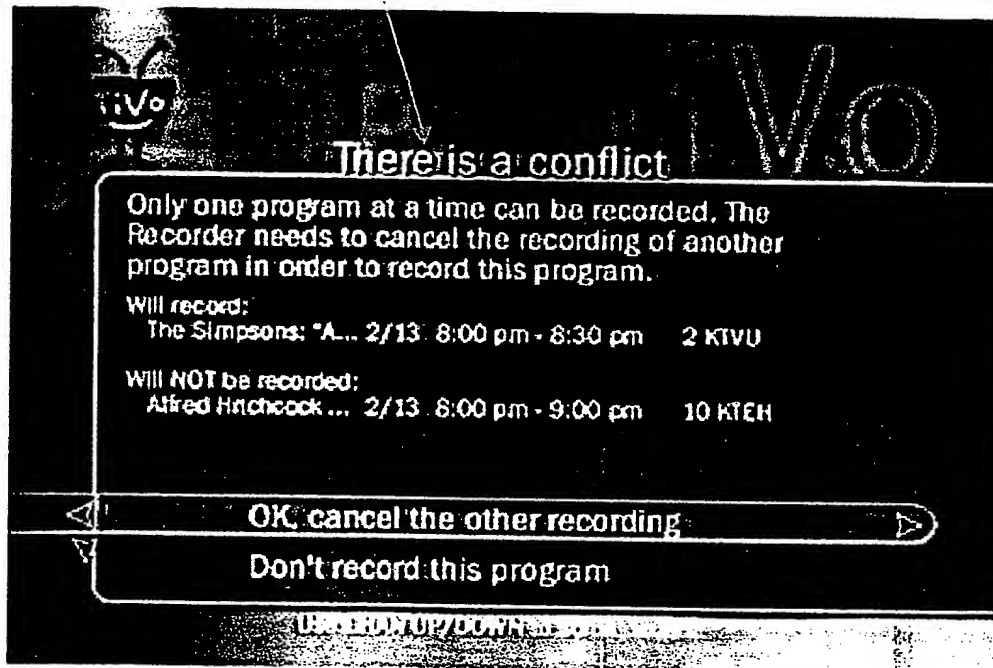 TiVo
TiVo
There is a conflict
Only one program at a time can be recorded. The
Recorder needs to cancel the recording of another
program in order to record this program.
Will record:
The Simpsons: "A... 2/13 8:00 pm - 8:30 pm 2 KTVU
Will NOT be recorded:
Alfred Hitchcock ... 2/13 8:00 pm - 9:00 pm 10 KTEH
OK, cancel the other recording
Don't record this program
UP/DOWN